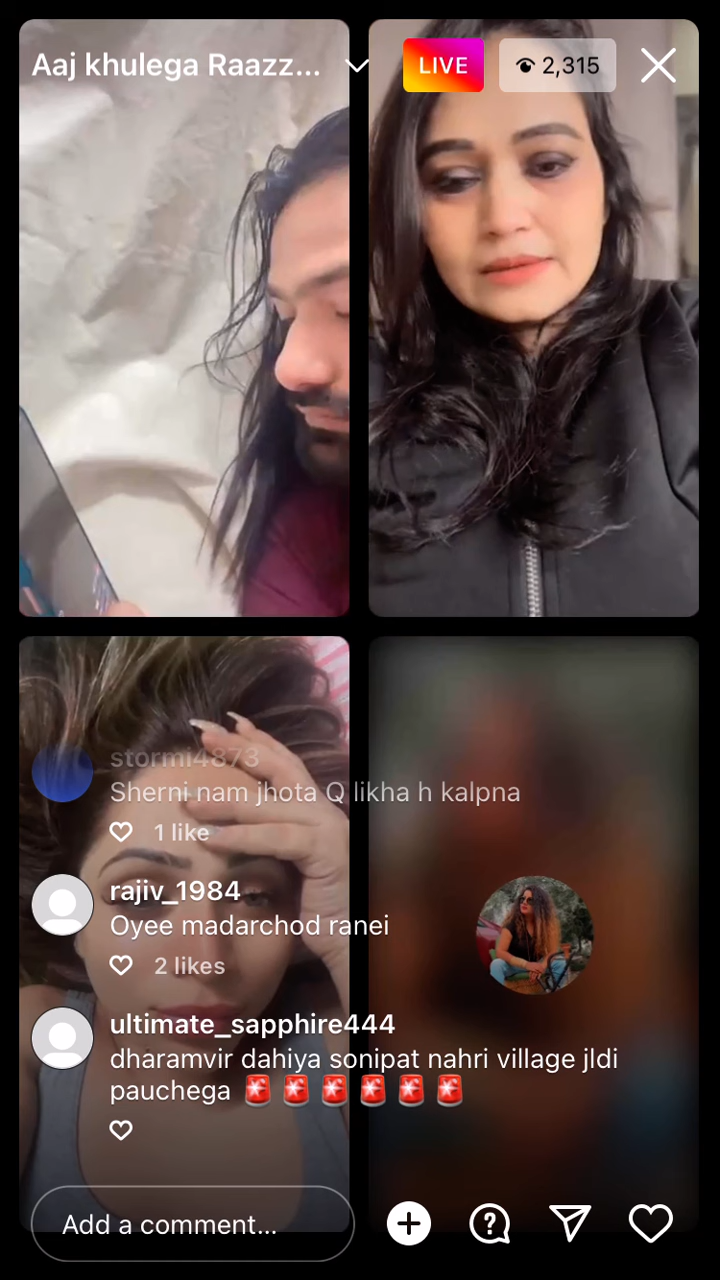 Aaj khulega Raazz...
LIVE
2,315
stormi4873
Sherni nam jhota Q likha h kalpna
1 like
rajiv_1984
Oyee madarchod ranei
2 likes
ultimate_sapphire444
dharamvir dahiya sonipat nahri village jldi
pauchega 🚨 🚨 🚨 🚨 🚨 🚨
Add a comment...